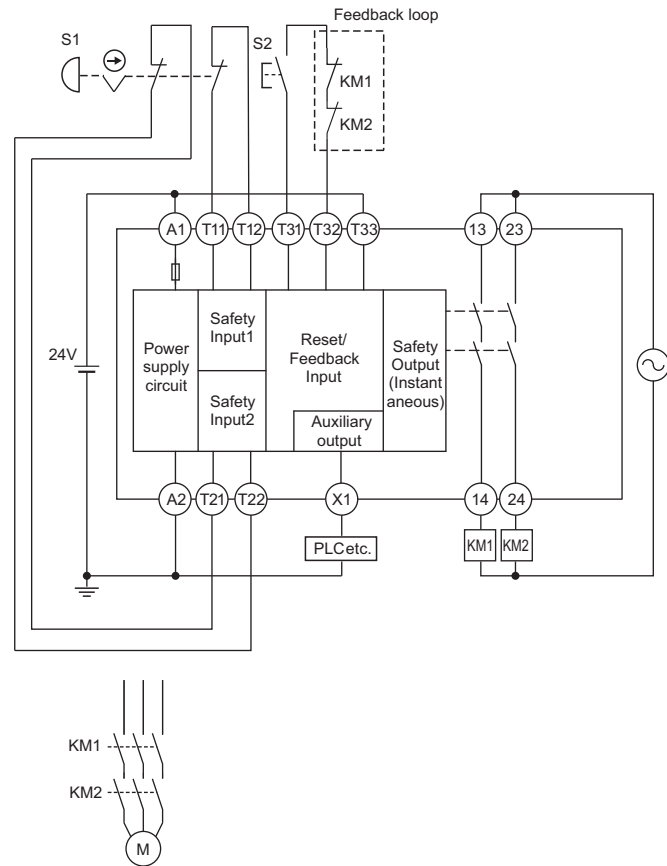 Feedback loop
S1
S2
KM1
KM2
A1
T11
T12
T31
T32
T33
13
23
24V
Power
supply
circuit
Safety
Input1
Safety
Input2
Reset/
Feedback
Input
Auxiliary
output
Safety
Output
(Instant
aneous)
A2
T21
T22
X1
14
24
PLC etc.
KM1
KM2
KM1
KM2
M